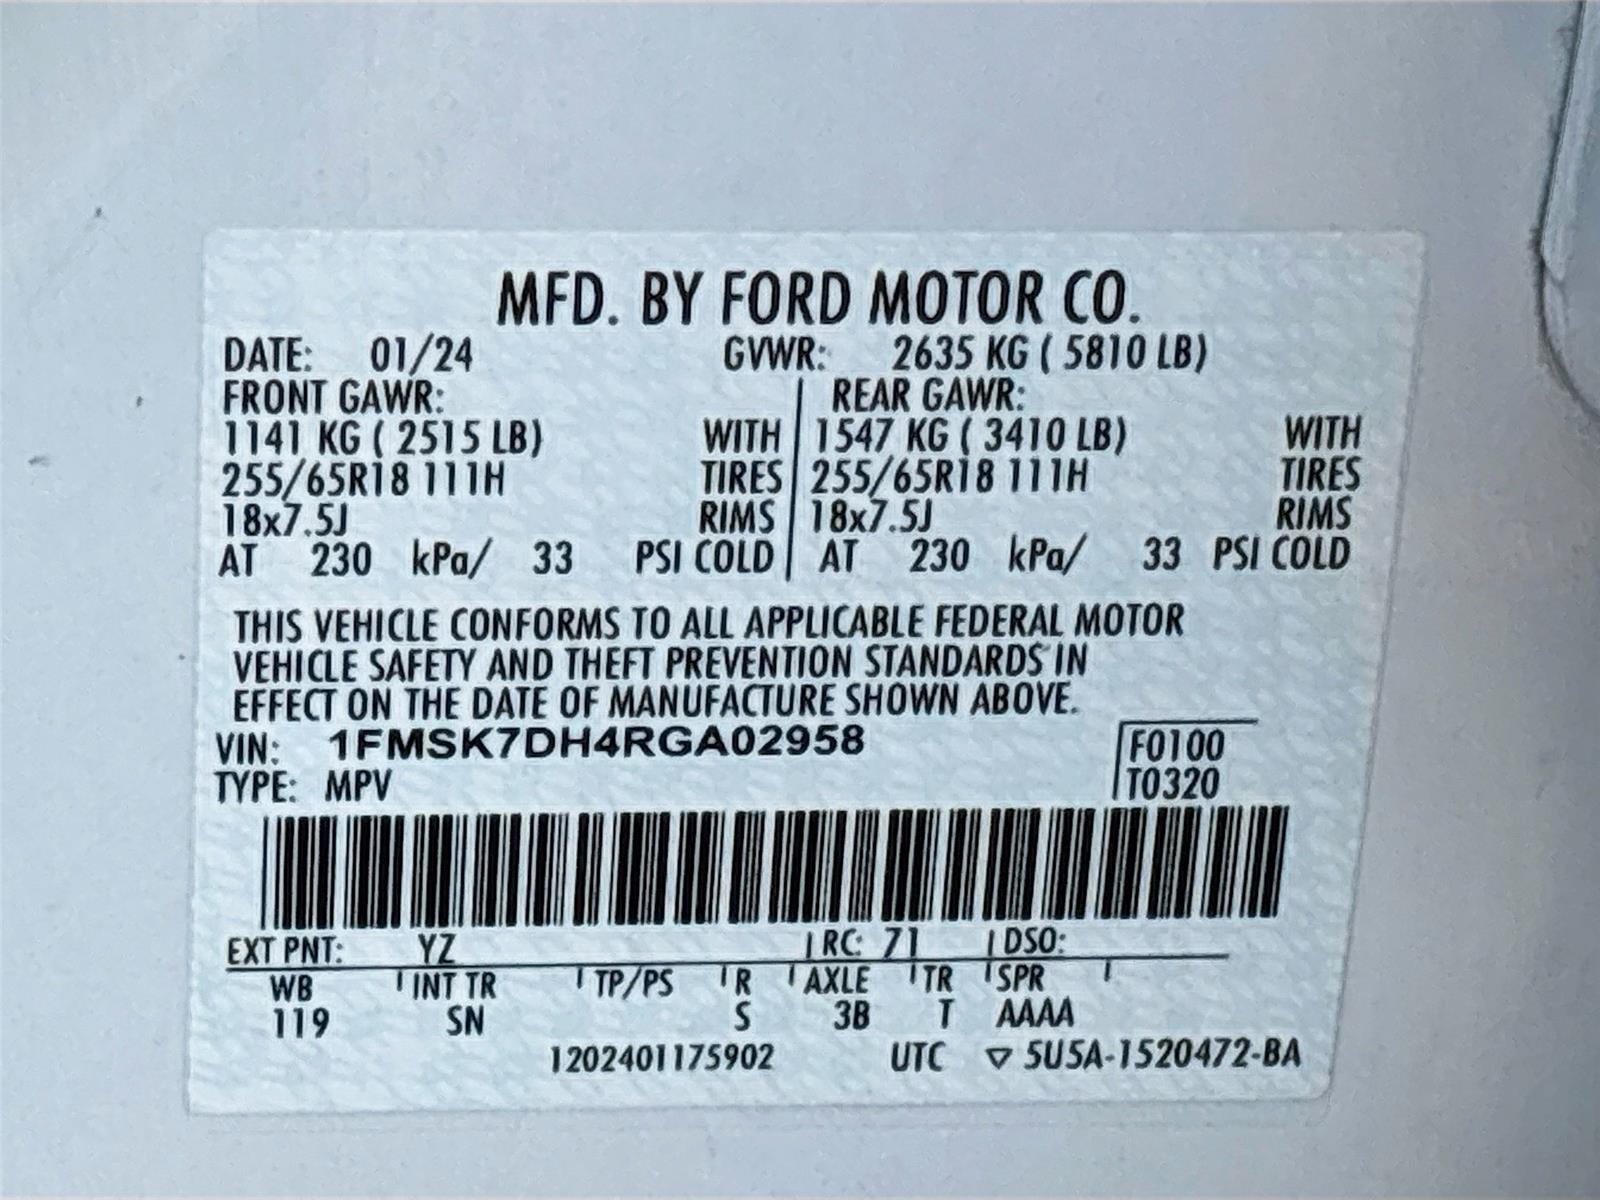 MFD. BY FORD MOTOR CO.
DATE: 01/24 GVWR: 2635 KG ( 5810 LB)
FRONT GAWR: REAR GAWR:
1141 KG ( 2515 LB) WITH 1547 KG ( 3410 LB) WITH
255/65R18 111H TIRES 255/65R18 111H TIRES
18x7.5J RIMS 18x7.5J RIMS
AT 230 kPa/ 33 PSI COLD AT 230 kPa/ 33 PSI COLD
THIS VEHICLE CONFORMS TO ALL APPLICABLE FEDERAL MOTOR
VEHICLE SAFETY AND THEFT PREVENTION STANDARDS IN
EFFECT ON THE DATE OF MANUFACTURE SHOWN ABOVE.
VIN: 1FMSK7DH4RGA02958 F0100
TYPE: MPV T0320
EXT PNT: YZ RC: 71 DSO:
WB INT TR TP/PS R AXLE TR SPR
119 SN S 3B T AAAA
1202401175902 UTC ▽ 5U5A-1520472-BA